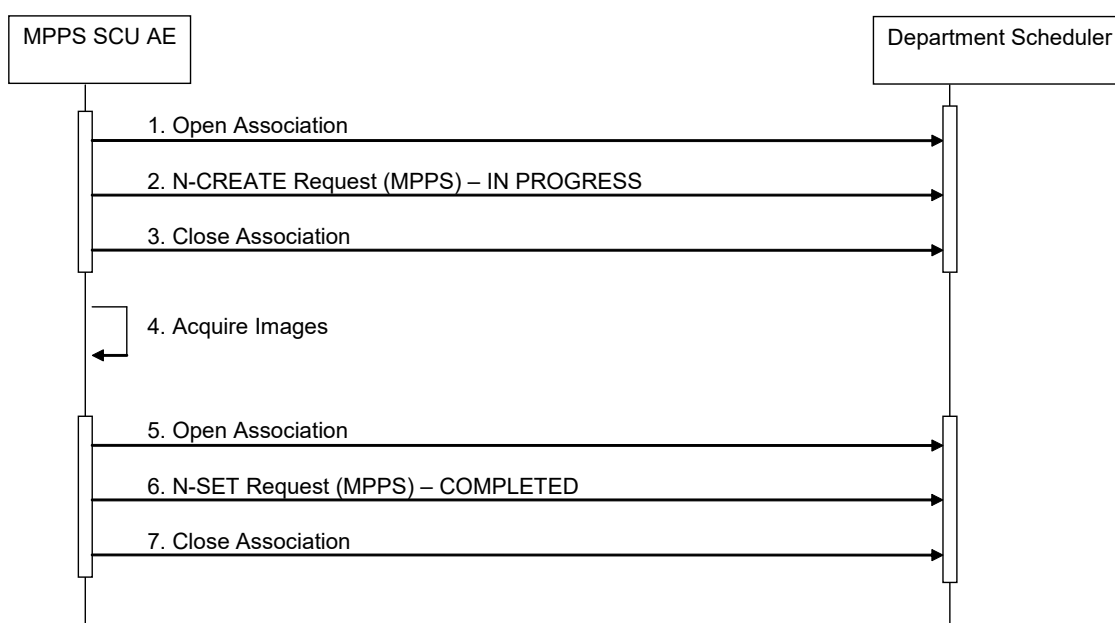 MPPS SCU AE
Department Scheduler
1. Open Association
2. N-CREATE Request (MPPS) – IN PROGRESS
3. Close Association
4. Acquire Images
5. Open Association
6. N-SET Request (MPPS) – COMPLETED
7. Close Association